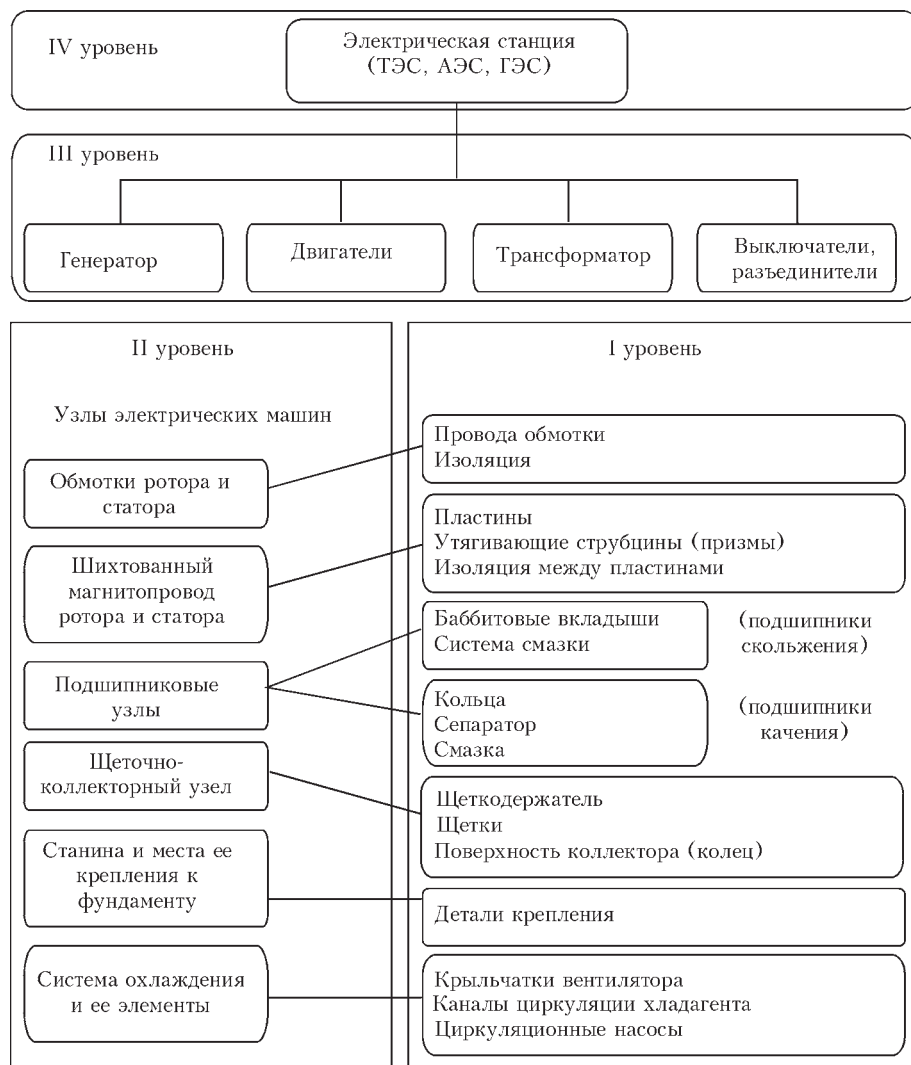 IV уровень
Электрическая станция
(ТЭС, АЭС, ГЭС)
III уровень
Генератор
Двигатели
Трансформатор
Выключатели,
разъединители
II уровень
Узлы электрических машин
Обмотки ротора и
статора
Шихтованный
магнитопровод
ротора и статора
Подшипниковые
узлы
Щеточно-
коллекторный узел
Станина и места ее
крепления к
фундаменту
Система охлаждения
и ее элементы
I уровень
Провода обмотки
Изоляция
Пластины
Утягивающие струбцины (призмы)
Изоляция между пластинами
Баббитовые вкладыши
Система смазки
(подшипники
скольжения)
Кольца
Сепаратор
Смазка
(подшипники
качения)
Щеткодержатель
Щетки
Поверхность коллектора (колец)
Детали крепления
Крыльчатки вентилятора
Каналы циркуляции хладагента
Циркуляционные насосы